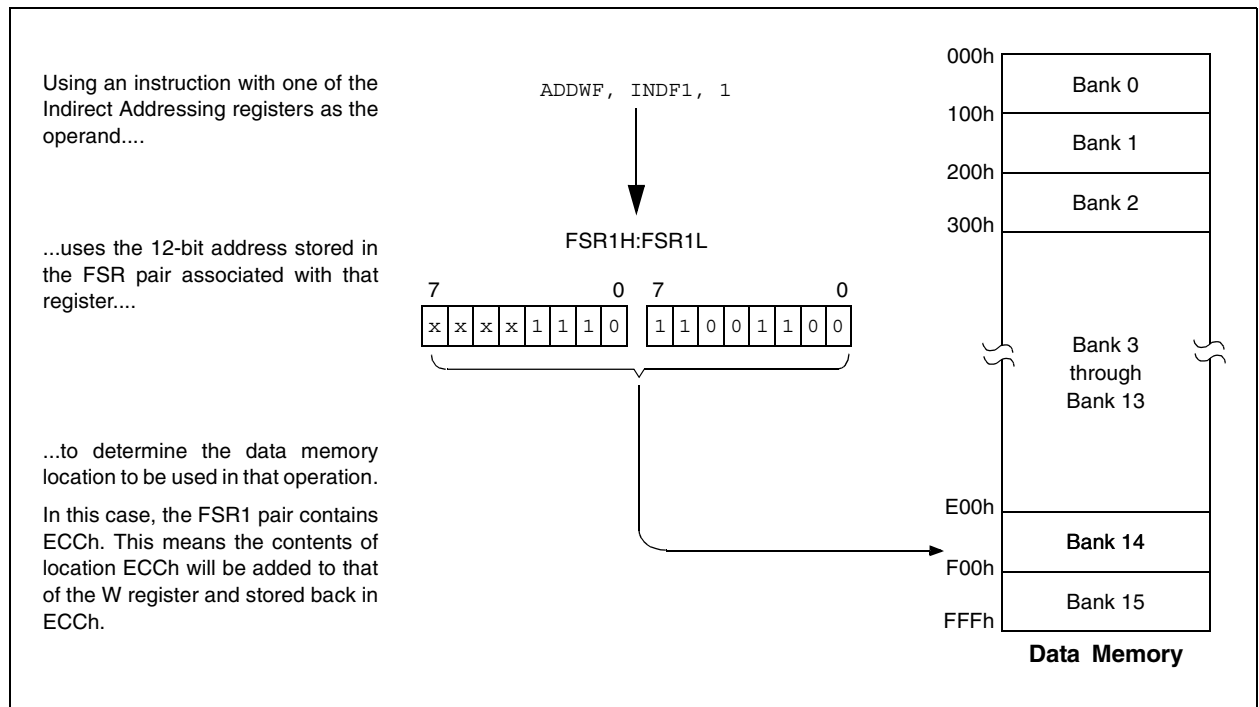 Using an instruction with one of the
Indirect Addressing registers as the
operand....
ADDWF, INDF1, 1
...uses the 12-bit address stored in
the FSR pair associated with that
register....
FSR1H:FSR1L
7 0 7 0
x x x x 1 1 1 0 1 1 0 0 1 1 0 0
...to determine the data memory
location to be used in that operation.
In this case, the FSR1 pair contains
ECCh. This means the contents of
location ECCh will be added to that
of the W register and stored back in
ECCh.
000h
Bank 0
100h
Bank 1
200h
Bank 2
300h
Bank 3
through
Bank 13
E00h
Bank 14
F00h
Bank 15
FFFh
Data Memory